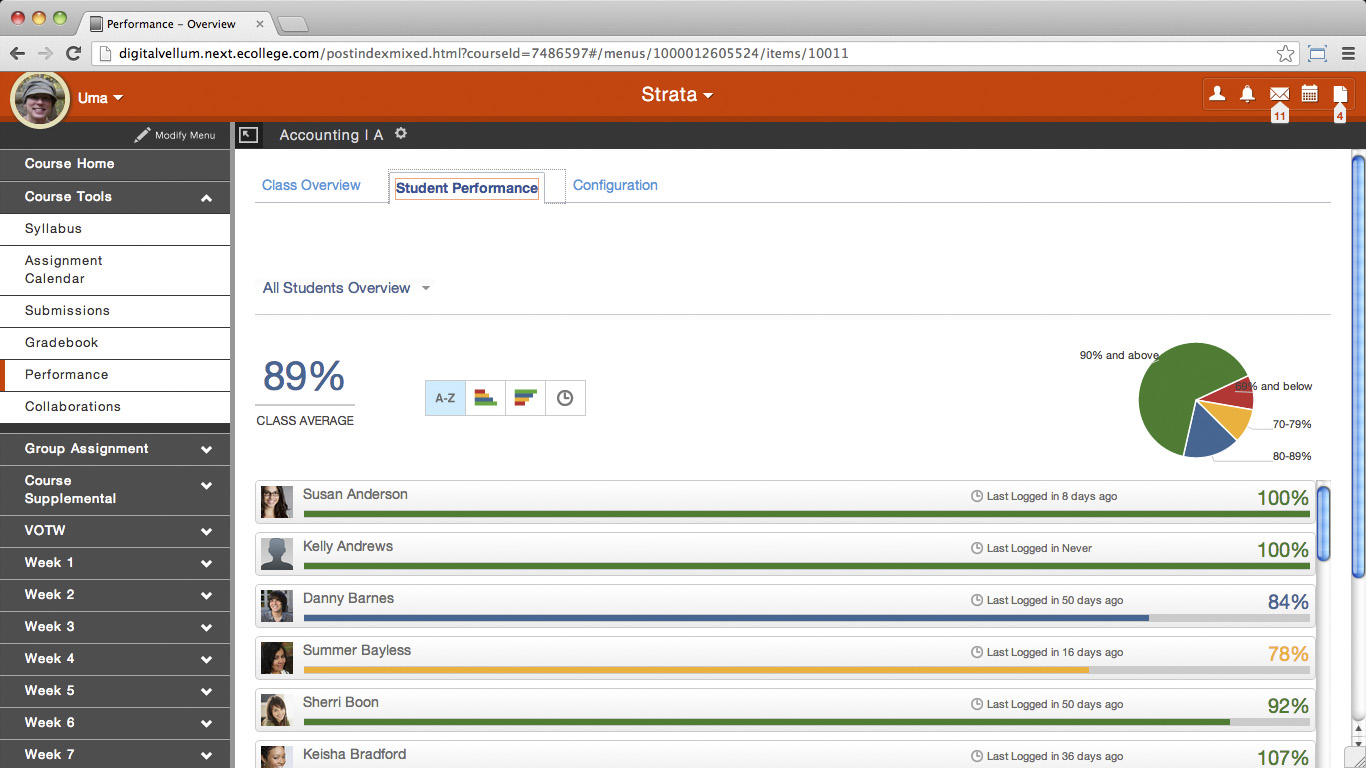 Performance – Overview
digitalvellum.next.ecollege.com/postindexmixed.html?courseId=7486597#/menus/1000012605524/items/10011
Uma
Strata
11
4
Modify Menu
Accounting | A
Course Home
Course Tools
Syllabus
Assignment
Calendar
Submissions
Gradebook
Performance
Collaborations
Group Assignment
Course
Supplemental
VOTW
Week 1
Week 2
Week 3
Week 4
Week 5
Week 6
Week 7
Class Overview
Student Performance
Configuration
All Students Overview
89%
CLASS AVERAGE
A-Z
90% and above
69% and below
70-79%
80-89%
Susan Anderson
Last Logged in 8 days ago
100%
Kelly Andrews
Last Logged in Never
100%
Danny Barnes
Last Logged in 50 days ago
84%
Summer Bayless
Last Logged in 16 days ago
78%
Sherri Boon
Last Logged in 50 days ago
92%
Keisha Bradford
Last Logged in 36 days ago
107%